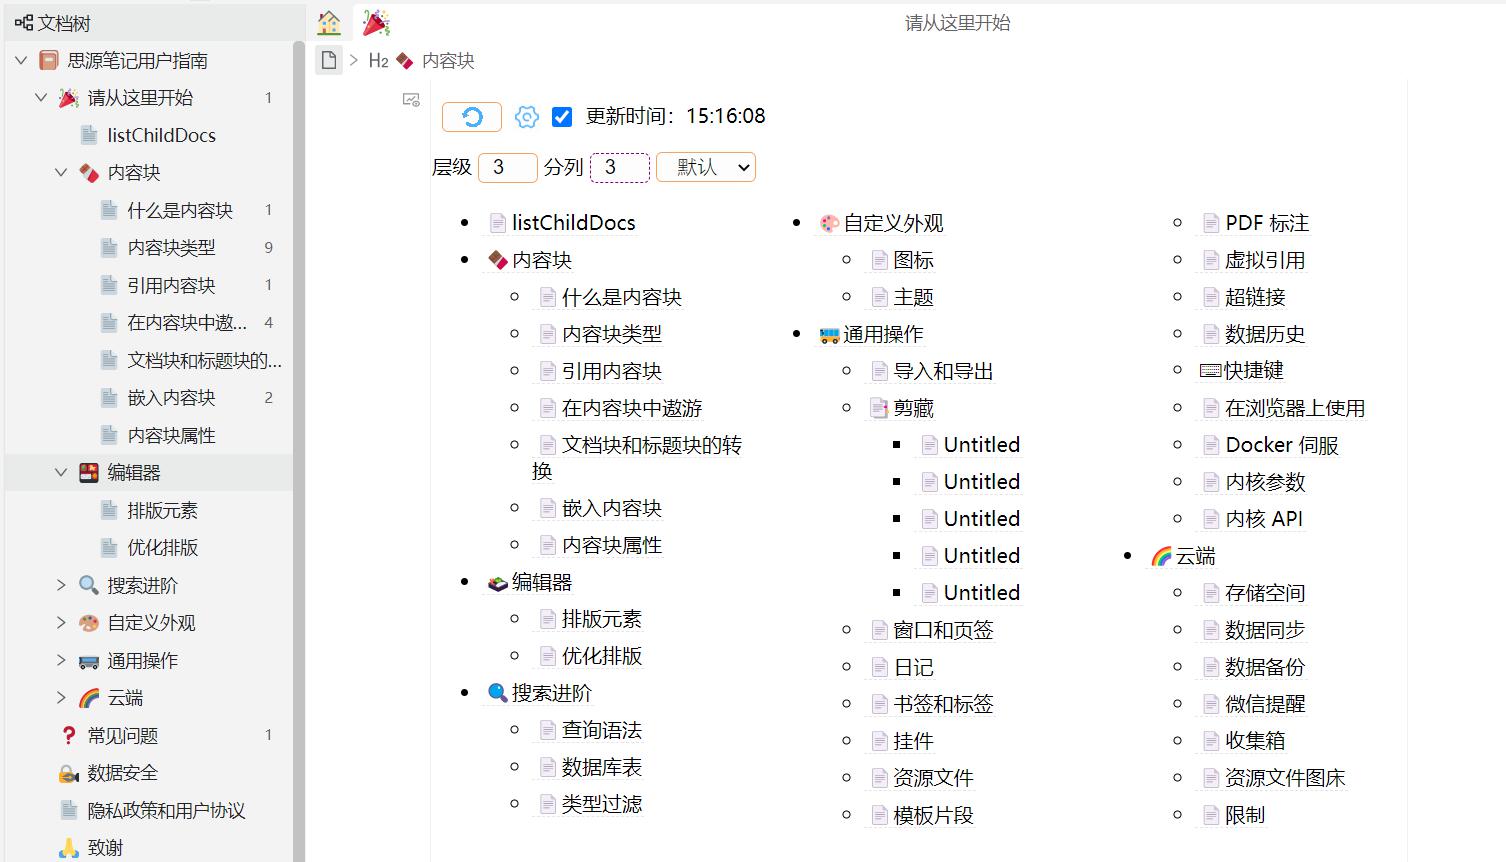 文档树
思源笔记用户指南
请从这里开始 1
listChildDocs
内容块
什么是内容块 1
内容块类型 9
引用内容块 1
在内容块中遨... 4
文档块和标题块的...
嵌入内容块 2
内容块属性
编辑器
排版元素
优化排版
搜索进阶
自定义外观
通用操作
云端
常见问题 1
数据安全
隐私政策和用户协议
致谢
请从这里开始
> H2 内容块
更新时间：15:16:08
层级 3 分列 3 默认
listChildDocs
内容块
什么是内容块
内容块类型
引用内容块
在内容块中遨游
文档块和标题块的转
换
嵌入内容块
内容块属性
编辑器
排版元素
优化排版
搜索进阶
查询语法
数据库表
类型过滤
自定义外观
图标
主题
通用操作
导入和导出
剪藏
Untitled
Untitled
Untitled
Untitled
Untitled
窗口和页签
日记
书签和标签
挂件
资源文件
模板片段
PDF 标注
虚拟引用
超链接
数据历史
快捷键
在浏览器上使用
Docker 伺服
内核参数
内核 API
云端
存储空间
数据同步
数据备份
微信提醒
收集箱
资源文件图床
限制